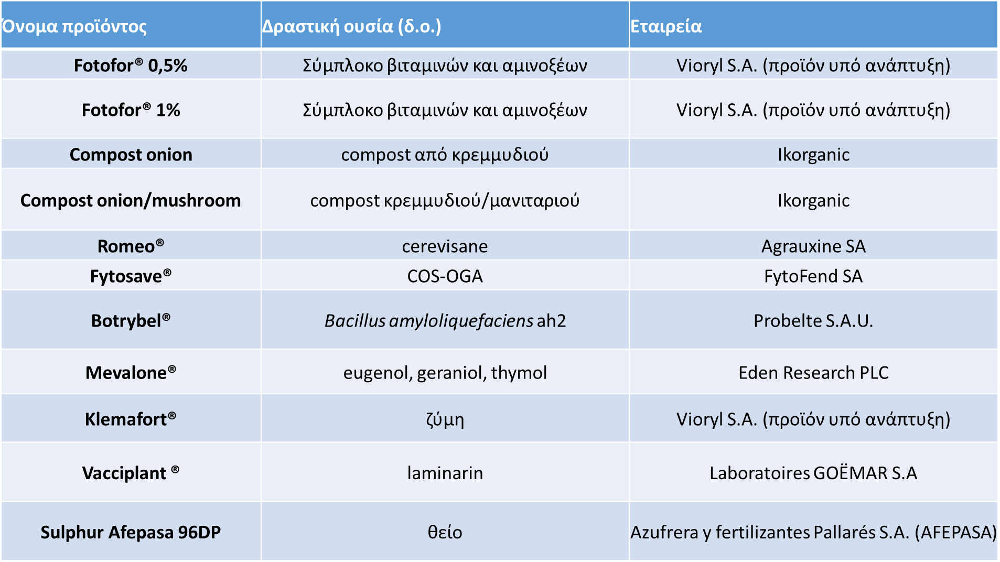 Όνομα προϊόντος Δραστική ουσία (δ.ο.) Εταιρεία
Fotofor® 0,5% Σύμπλοκο βιταμινών και αμινοξέων Vioryl S.A. (προϊόν υπό ανάπτυξη)
Fotofor® 1% Σύμπλοκο βιταμινών και αμινοξέων Vioryl S.A. (προϊόν υπό ανάπτυξη)
Compost onion compost από κρεμμυδιού Ikorganic
Compost onion/mushroom compost κρεμμυδιού/μανιταριού Ikorganic
Romeo® cerevisane Agrauxine SA
Fytosave® COS-OGA FytoFend SA
Botrybel® Bacillus amyloliquefaciens ah2 Probelte S.A.U.
Mevalone® eugenol, geraniol, thymol Eden Research PLC
Klemafort® ζύμη Vioryl S.A. (προϊόν υπό ανάπτυξη)
Vacciplant ® laminarin Laboratoires GOËMAR S.A
Sulphur Afepasa 96DP θείο Azufrera y fertilizantes Pallarés S.A. (AFEPASA)